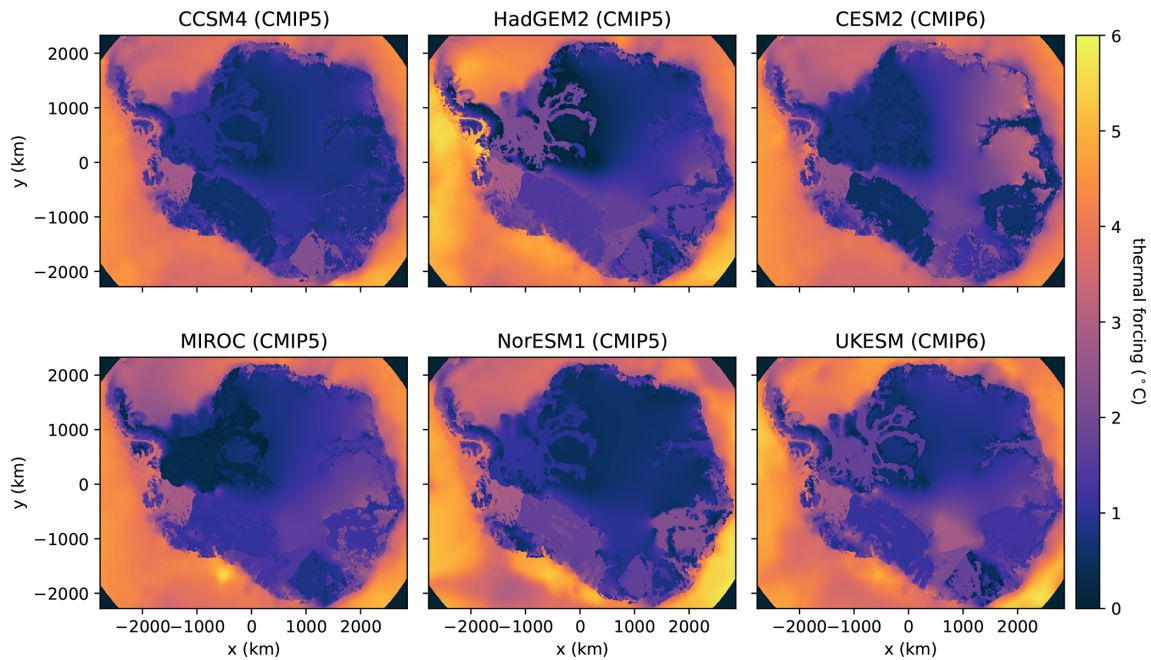 CCSM4 (CMIP5) HadGEM2 (CMIP5) CESM2 (CMIP6)
2000
1000
0
−1000
−2000
y (km)
MIROC (CMIP5) NorESM1 (CMIP5) UKESM (CMIP6)
2000
1000
0
−1000
−2000
y (km)
−2000 −1000 0 1000 2000
x (km)
−2000 −1000 0 1000 2000
x (km)
−2000 −1000 0 1000 2000
x (km)
6
5
4
3
2
1
0
thermal forcing (°C)